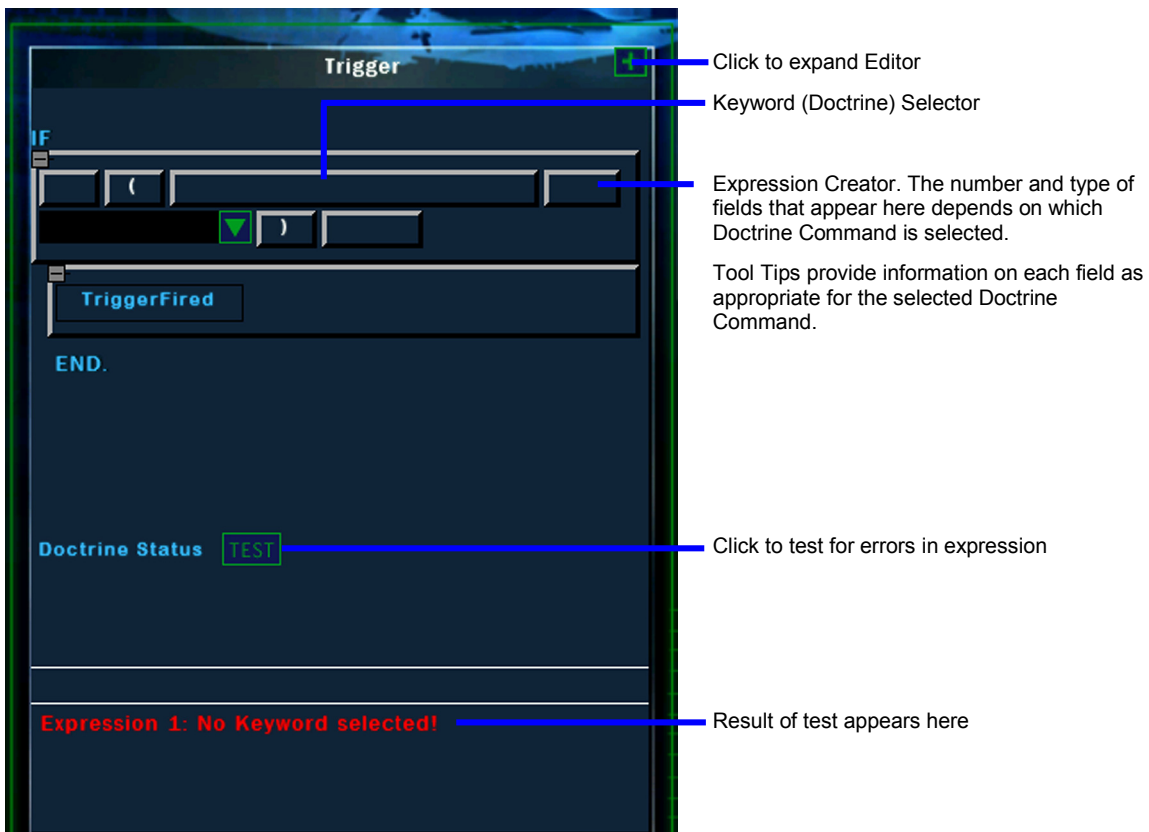 Trigger
Click to expand Editor
Keyword (Doctrine) Selector
IF
(
Expression Creator. The number and type of
fields that appear here depends on which
Doctrine Command is selected.
)
Tool Tips provide information on each field as
appropriate for the selected Doctrine
Command.
TriggerFired
END.
Doctrine Status TEST
Click to test for errors in expression
Expression 1: No Keyword selected!
Result of test appears here